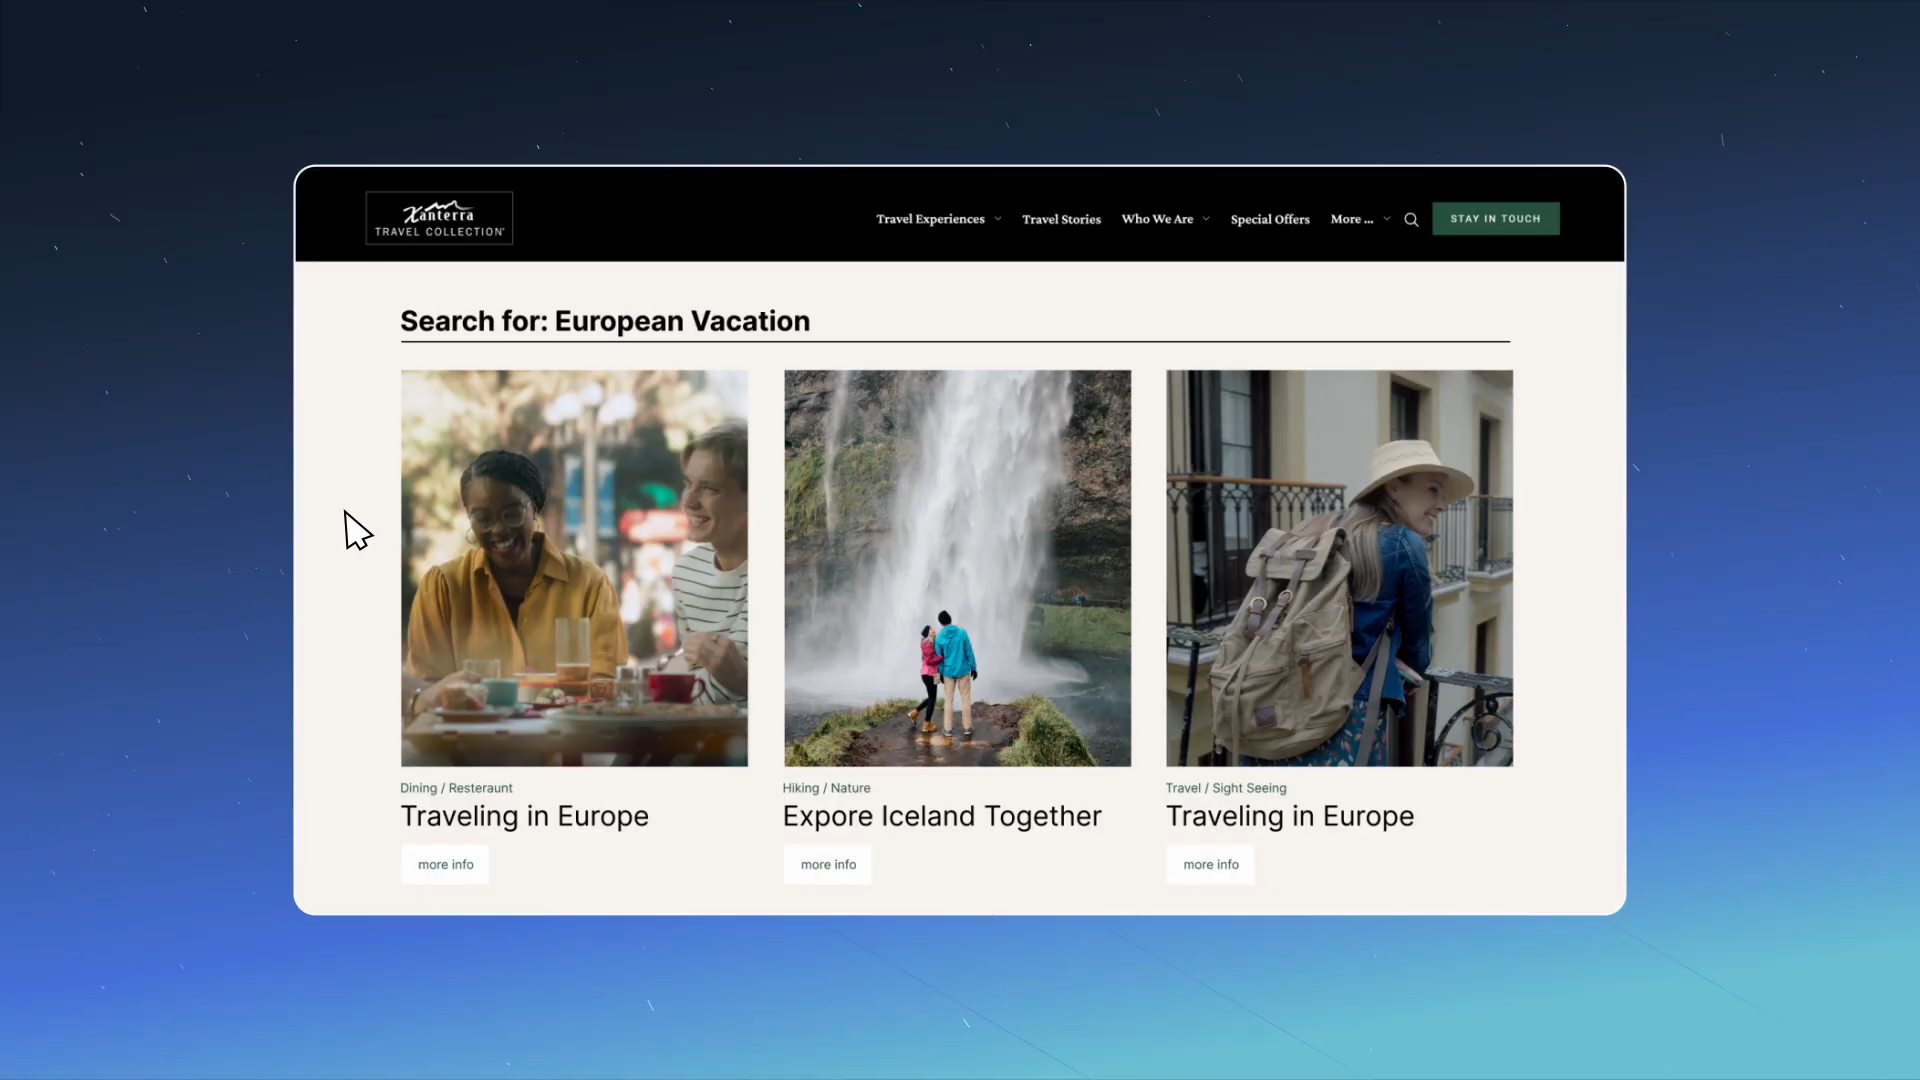 Xanterra
TRAVEL COLLECTION®
Travel Experiences
Travel Stories
Who We Are
Special Offers
More ...
STAY IN TOUCH
Search for: European Vacation
Dining / Resteraunt
Traveling in Europe
more info
Hiking / Nature
Expore Iceland Together
more info
Travel / Sight Seeing
Traveling in Europe
more info